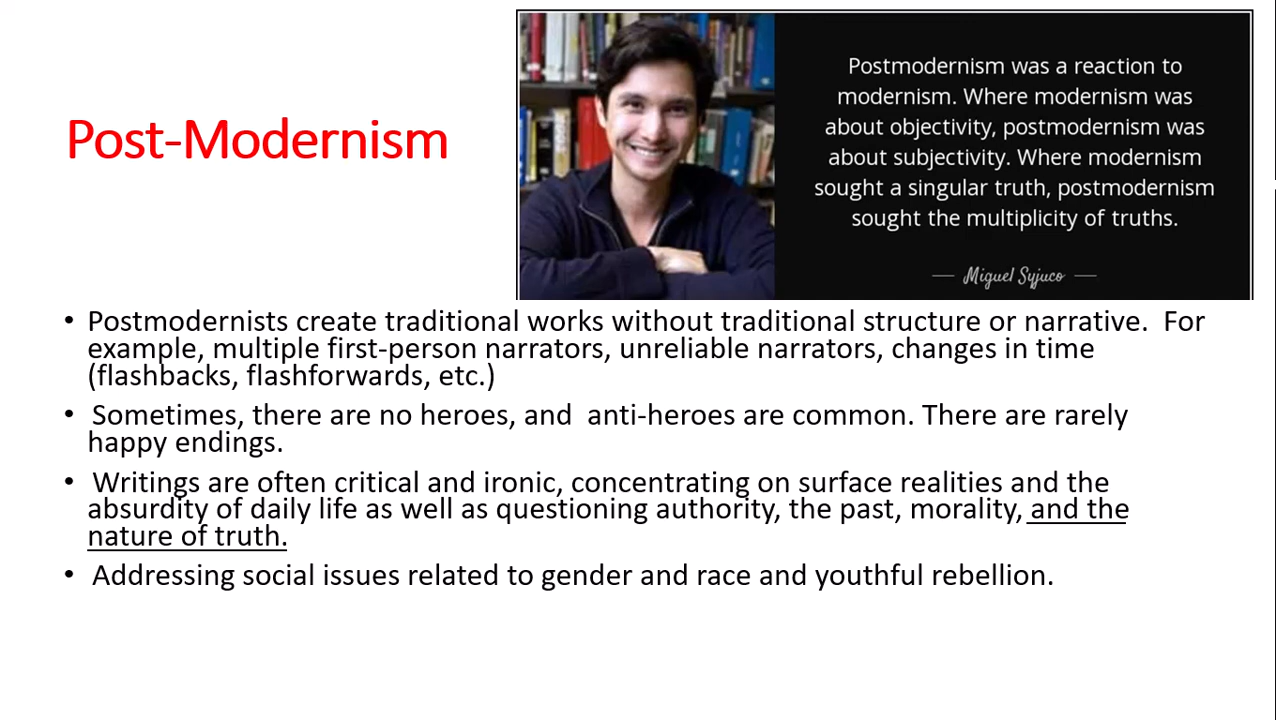 Post-Modernism
Postmodernism was a reaction to
modernism. Where modernism was
about objectivity, postmodernism was
about subjectivity. Where modernism
sought a singular truth, postmodernism
sought the multiplicity of truths.
— Miguel Syjuco —
• Postmodernists create traditional works without traditional structure or narrative.  For
example, multiple first-person narrators, unreliable narrators, changes in time
(flashbacks, flashforwards, etc.)
• Sometimes, there are no heroes, and  anti-heroes are common. There are rarely
happy endings.
• Writings are often critical and ironic, concentrating on surface realities and the
absurdity of daily life as well as questioning authority, the past, morality, and the
nature of truth.
• Addressing social issues related to gender and race and youthful rebellion.